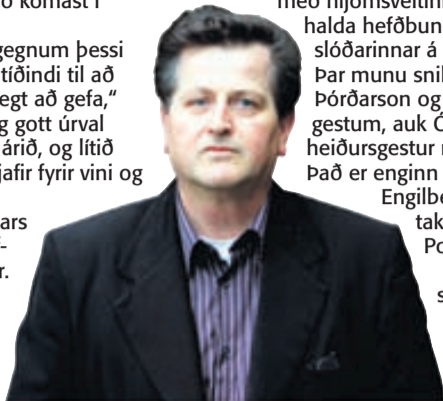 komast í
gegnum þessi
tíðindi til að
egt að gefa,“
g gott úrval
árið, og lítið
jafir fyrir vini og
ars
r.
með hljómsveitinni
halda hefðbun
slóðarinnar á
Þar munu snil
Þórðarson og
gestum, auk Ó
heiðursgestur
Það er enginn
Engilbe
tak
Po
s